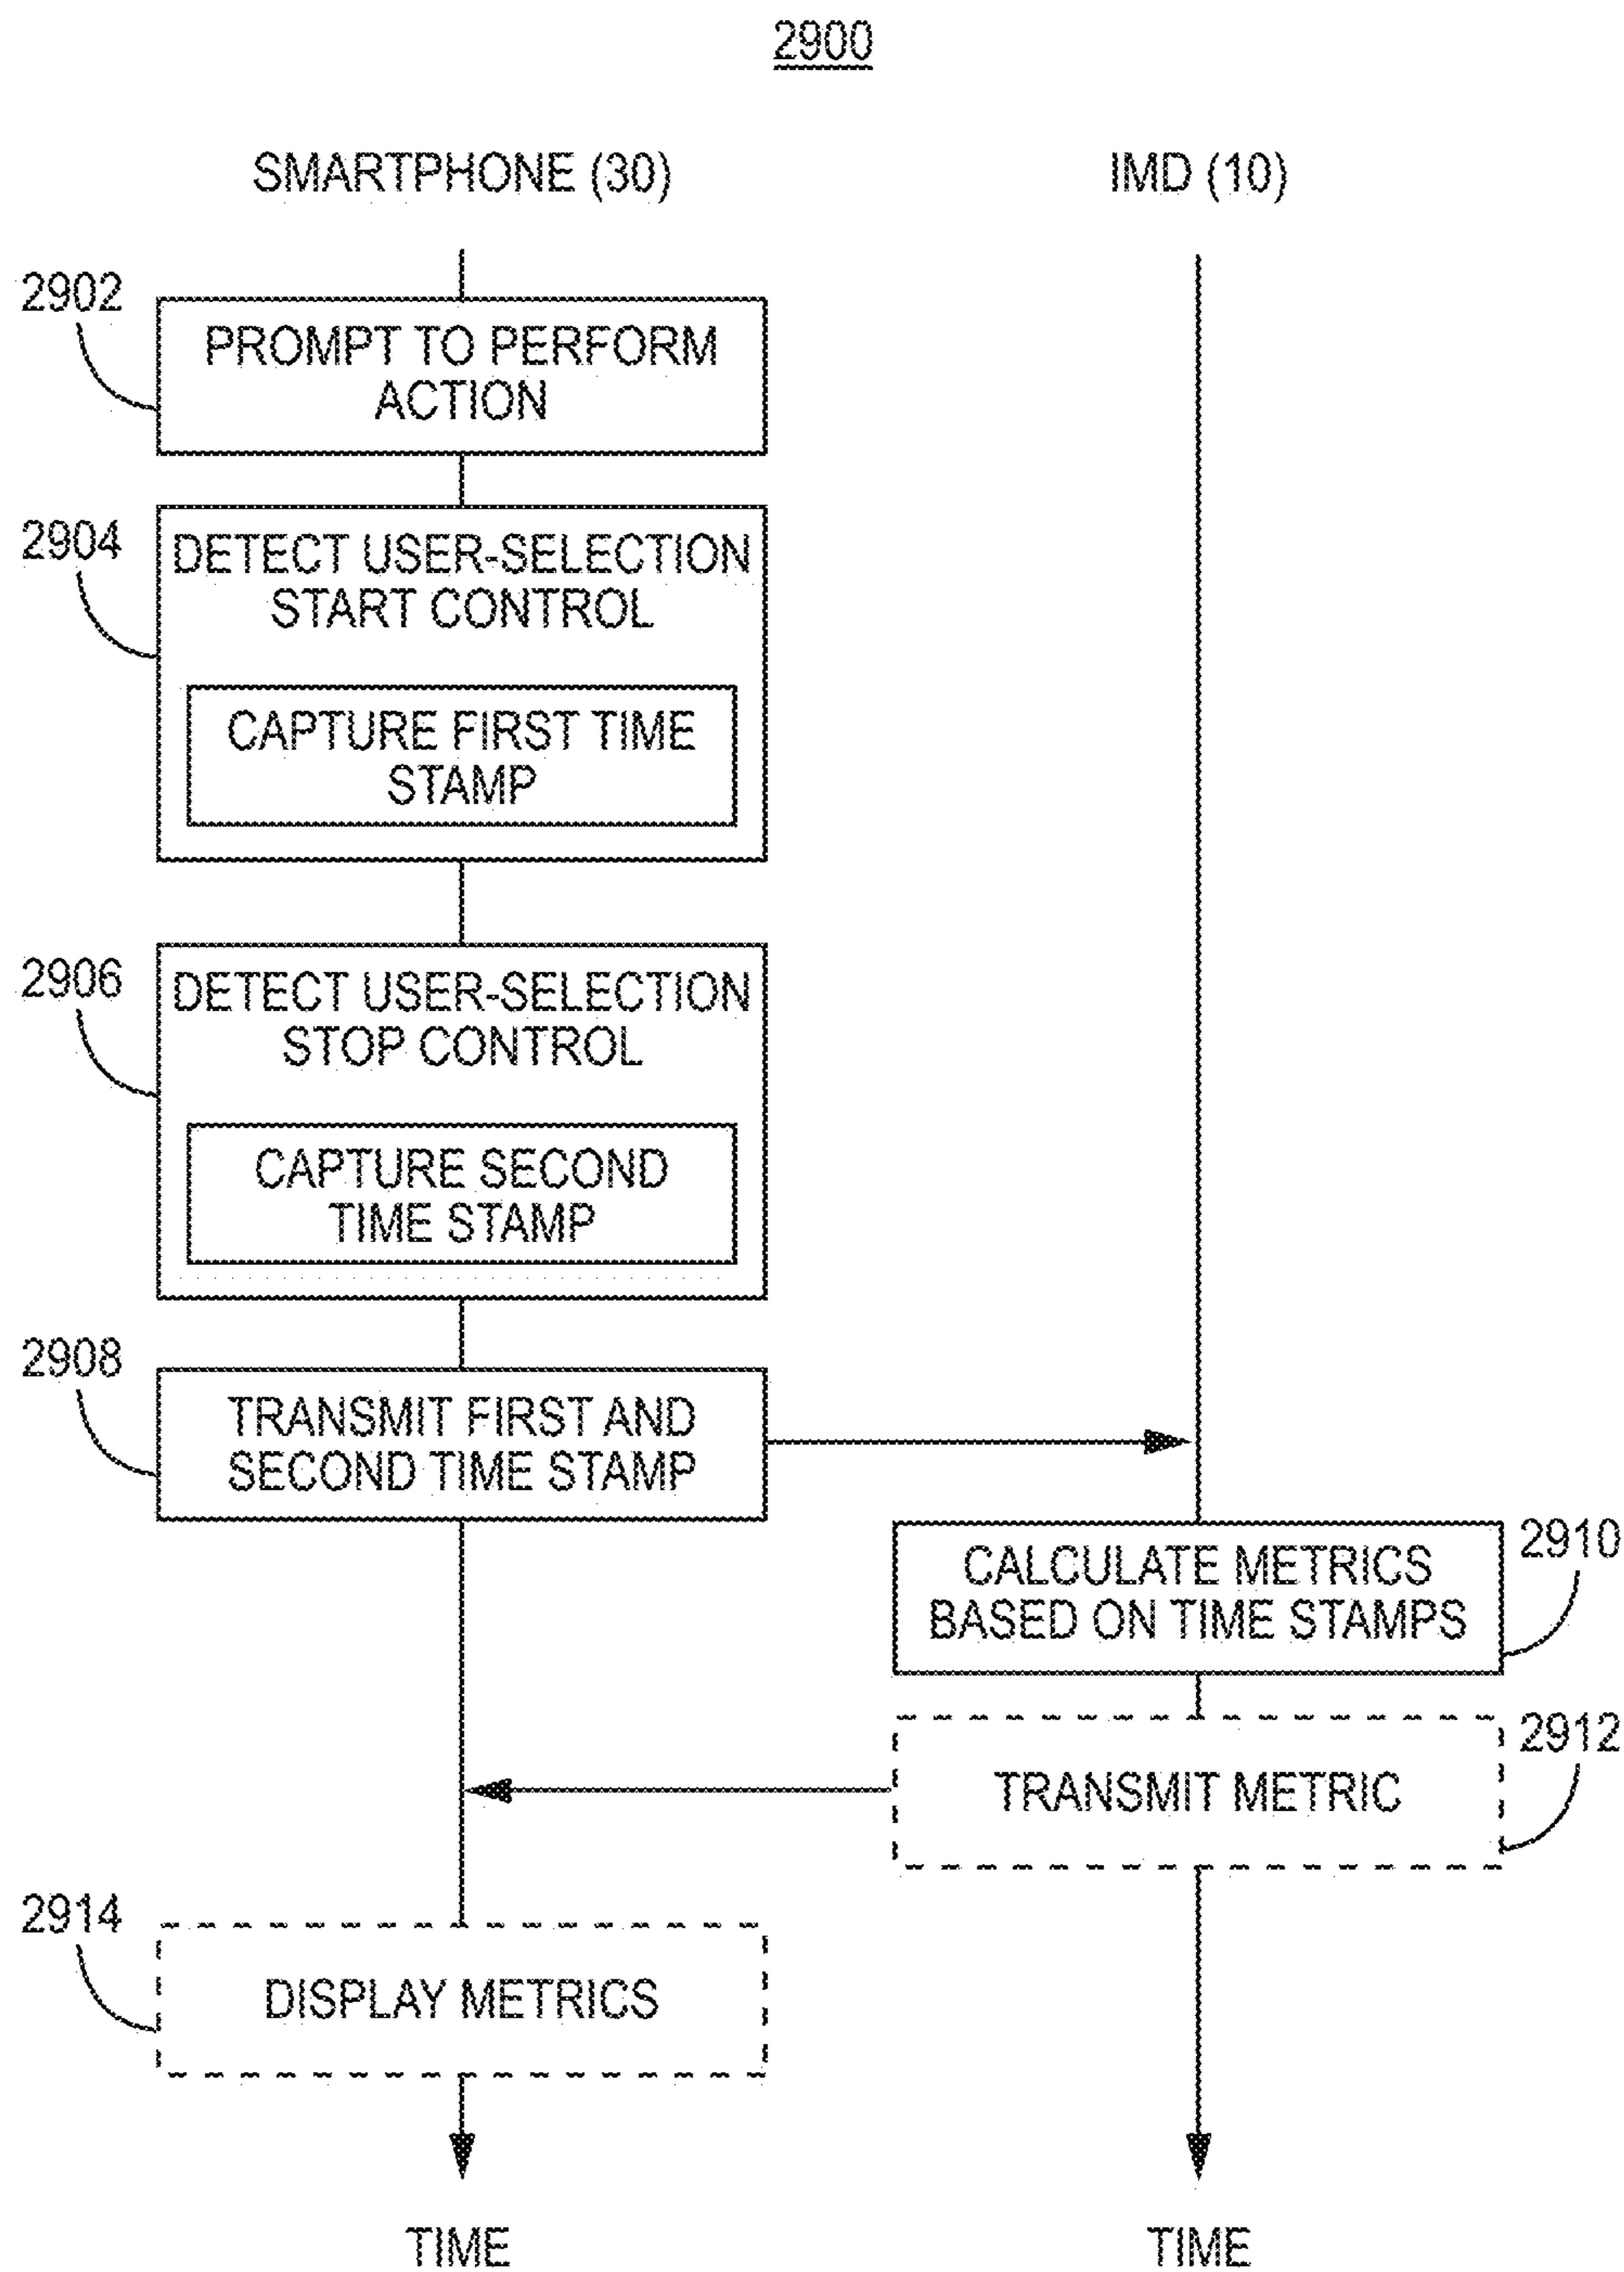 2900
SMARTPHONE (30)
IMD (10)
2902
PROMPT TO PERFORM
ACTION
2904
DETECT USER-SELECTION
START CONTROL
CAPTURE FIRST TIME
STAMP
2906
DETECT USER-SELECTION
STOP CONTROL
CAPTURE SECOND
TIME STAMP
2908
TRANSMIT FIRST AND
SECOND TIME STAMP
2910
CALCULATE METRICS
BASED ON TIME STAMPS
2912
TRANSMIT METRIC
2914
DISPLAY METRICS
TIME
TIME